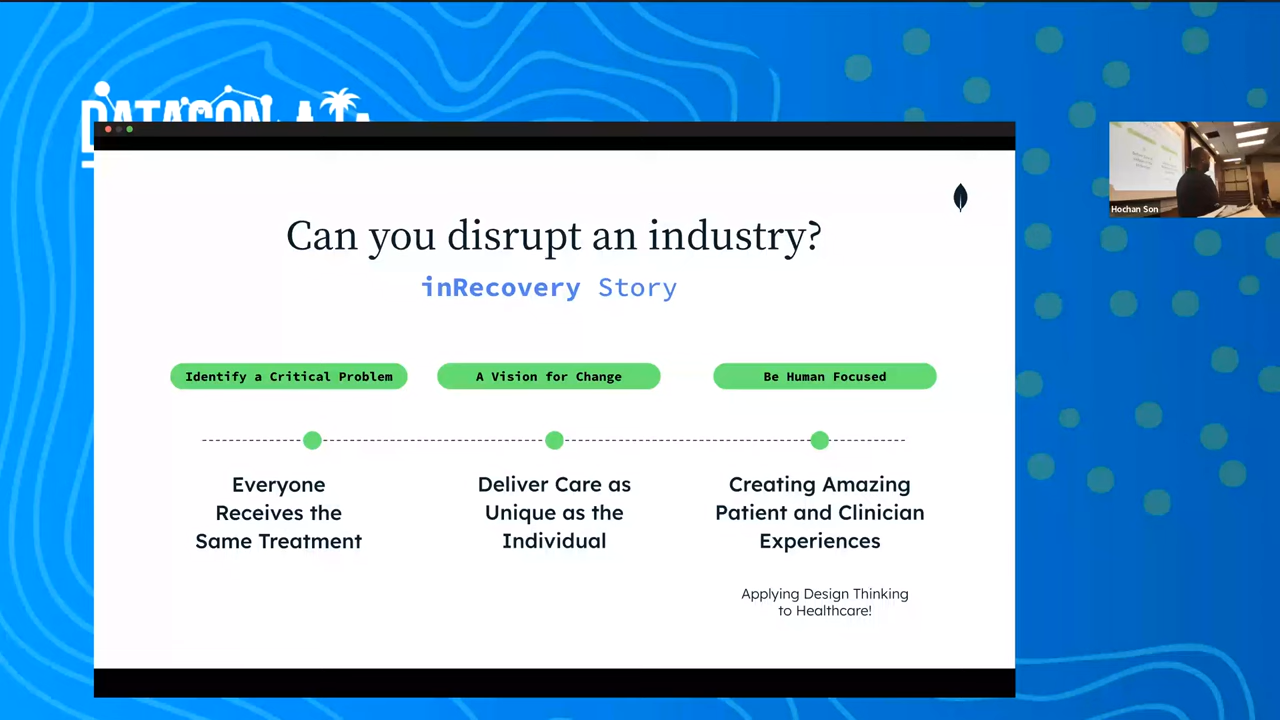 DATACON LA
Can you disrupt an industry?
inRecovery Story
Identify a Critical Problem
A Vision for Change
Be Human Focused
Everyone
Receives the
Same Treatment
Deliver Care as
Unique as the
Individual
Creating Amazing
Patient and Clinician
Experiences
Applying Design Thinking
to Healthcare!
Hochan Son